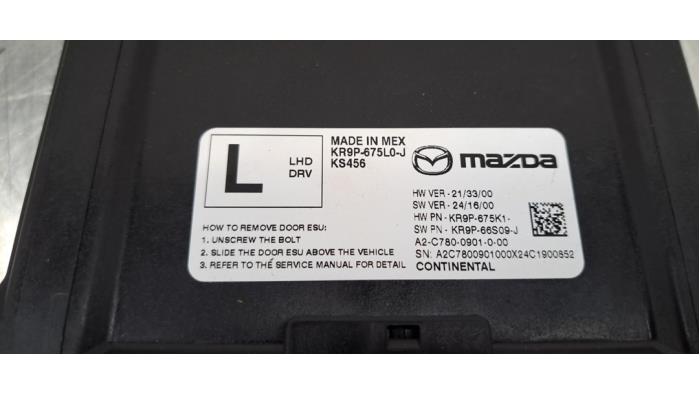 L
LHD
DRV
MADE IN MEX
KR9P-675L0-J
KS456
mazda
HW VER - 21/33/00
SW VER - 24/16/00
HW PN - KR9P-675K1-
SW PN - KR9P-66S09-J
A2-C780-0901-0-00
SN: A2C7800901000X24C1900852
CONTINENTAL
HOW TO REMOVE DOOR ESU:
1. UNSCREW THE BOLT
2. SLIDE THE DOOR ESU ABOVE THE VEHICLE
3. REFER TO THE SERVICE MANUAL FOR DETAIL